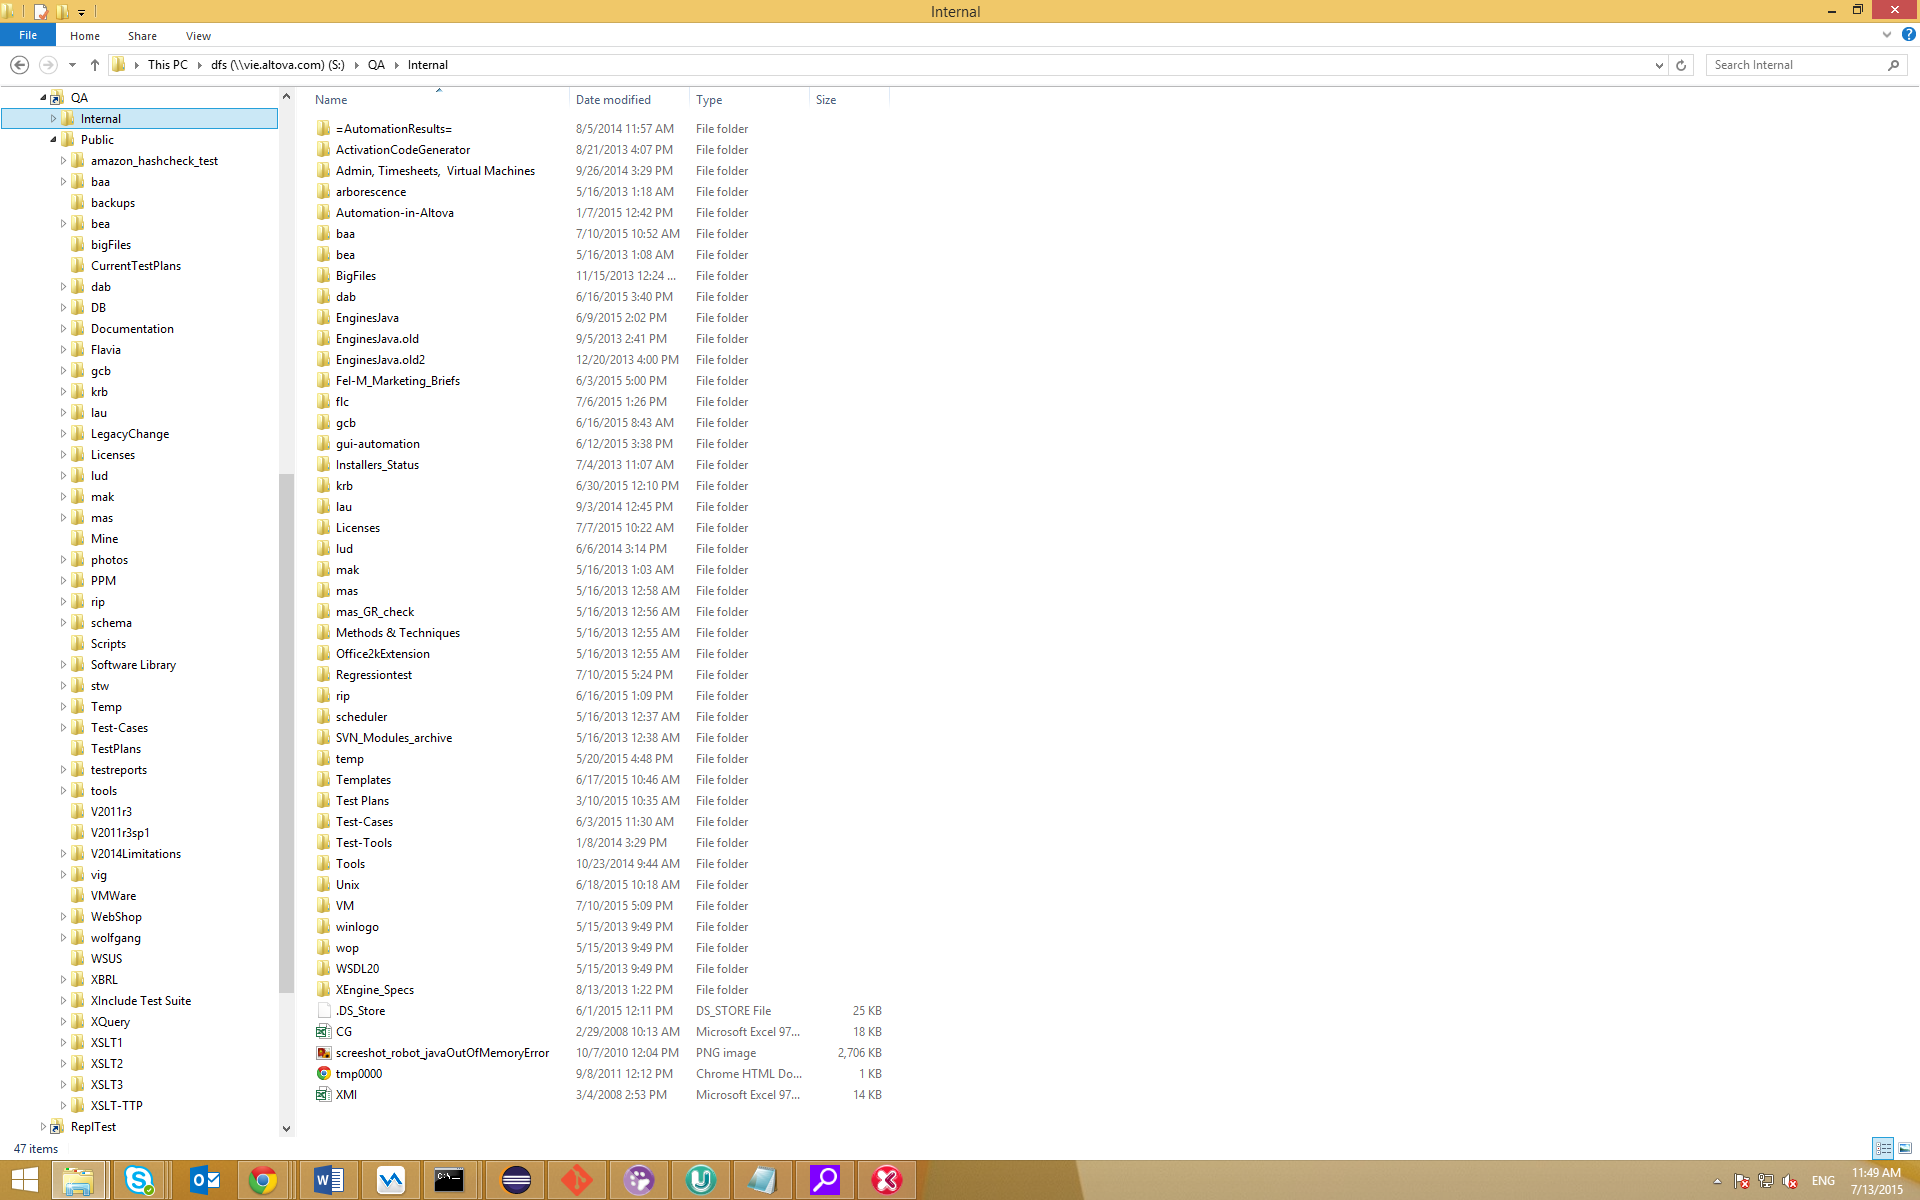 Internal
File Home Share View
This PC dfs (\\vie.altova.com) (S:) QA Internal
Search Internal
QA
Internal
Public
amazon_hashcheck_test
baa
backups
bea
bigFiles
CurrentTestPlans
dab
DB
Documentation
Flavia
gcb
krb
lau
LegacyChange
Licenses
lud
mak
mas
Mine
photos
PPM
rip
schema
Scripts
Software Library
stw
Temp
Test-Cases
TestPlans
testreports
tools
V2011r3
V2011r3sp1
V2014Limitations
vig
VMWare
WebShop
wolfgang
WSUS
XBRL
XInclude Test Suite
XQuery
XSLT1
XSLT2
XSLT3
XSLT-TTP
ReplTest
Name Date modified Type Size
=AutomationResults= 8/5/2014 11:57 AM File folder
ActivationCodeGenerator 8/21/2013 4:07 PM File folder
Admin, Timesheets,  Virtual Machines 9/26/2014 3:29 PM File folder
arborescence 5/16/2013 1:18 AM File folder
Automation-in-Altova 1/7/2015 12:42 PM File folder
baa 7/10/2015 10:52 AM File folder
bea 5/16/2013 1:08 AM File folder
BigFiles 11/15/2013 12:24 ... File folder
dab 6/16/2015 3:40 PM File folder
EnginesJava 6/9/2015 2:02 PM File folder
EnginesJava.old 9/5/2013 2:41 PM File folder
EnginesJava.old2 12/20/2013 4:00 PM File folder
Fel-M_Marketing_Briefs 6/3/2015 5:00 PM File folder
flc 7/6/2015 1:26 PM File folder
gcb 6/16/2015 8:43 AM File folder
gui-automation 6/12/2015 3:38 PM File folder
Installers_Status 7/4/2013 11:07 AM File folder
krb 6/30/2015 12:10 PM File folder
lau 9/3/2014 12:45 PM File folder
Licenses 7/7/2015 10:22 AM File folder
lud 6/6/2014 3:14 PM File folder
mak 5/16/2013 1:03 AM File folder
mas 5/16/2013 12:58 AM File folder
mas_GR_check 5/16/2013 12:56 AM File folder
Methods & Techniques 5/16/2013 12:55 AM File folder
Office2kExtension 5/16/2013 12:55 AM File folder
Regressiontest 7/10/2015 5:24 PM File folder
rip 6/16/2015 1:09 PM File folder
scheduler 5/16/2013 12:37 AM File folder
SVN_Modules_archive 5/16/2013 12:38 AM File folder
temp 5/20/2015 4:48 PM File folder
Templates 6/17/2015 10:46 AM File folder
Test Plans 3/10/2015 10:35 AM File folder
Test-Cases 6/3/2015 11:30 AM File folder
Test-Tools 1/8/2014 3:29 PM File folder
Tools 10/23/2014 9:44 AM File folder
Unix 6/18/2015 10:18 AM File folder
VM 7/10/2015 5:09 PM File folder
winlogo 5/15/2013 9:49 PM File folder
wop 5/15/2013 9:49 PM File folder
WSDL20 5/15/2013 9:49 PM File folder
XEngine_Specs 8/13/2013 1:22 PM File folder
.DS_Store 6/1/2015 12:11 PM DS_STORE File 25 KB
CG 2/29/2008 10:13 AM Microsoft Excel 97... 18 KB
screeshot_robot_javaOutOfMemoryError 10/7/2010 12:04 PM PNG image 2,706 KB
tmp0000 9/8/2011 12:12 PM Chrome HTML Do... 1 KB
XMI 3/4/2008 2:53 PM Microsoft Excel 97... 14 KB
47 items
ENG
11:49 AM
7/13/2015